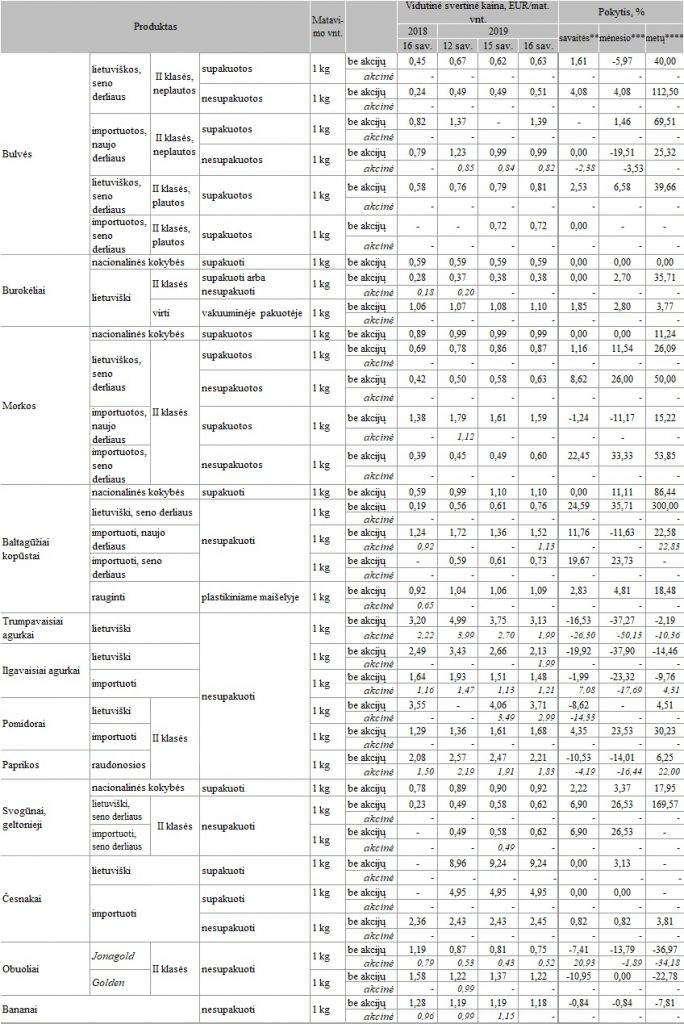 Produktas Matavi- Vidutinė svertinė kaina, EUR/mat. Pokytis, %
mo vnt. vnt.
2018 2019 savaitės** mėnesio*** metų****
16 sav. 12 sav. 15 sav. 16 sav.
Bulvės lietuviškos, seno derliaus II klasės, neplautos supakuotos 1 kg be akcijų 0,45 0,67 0,62 0,63 1,61 -5,97 40,00
akcinė - - - - - - -
nesupakuotos 1 kg be akcijų 0,24 0,49 0,49 0,51 4,08 4,08 112,50
akcinė - - - - - - -
importuotos, naujo derliaus II klasės, neplautos supakuotos 1 kg be akcijų 0,82 1,37 - 1,39 - 1,46 69,51
akcinė - - - - - - -
nesupakuotos 1 kg be akcijų 0,79 1,23 0,99 0,99 0,00 -19,51 25,32
akcinė - 0,85 0,84 0,82 -2,38 -3,53 -
lietuviškos, seno derliaus II klasės, plautos supakuotos 1 kg be akcijų 0,58 0,76 0,79 0,81 2,53 6,58 39,66
akcinė - - - - - - -
importuotos, seno derliaus II klasės, plautos supakuotos 1 kg be akcijų - - 0,72 0,72 0,00 - -
akcinė - - - - - - -
Burokėliai nacionalinės kokybės supakuoti 1 kg be akcijų 0,59 0,59 0,59 0,59 0,00 0,00 0,00
lietuviški II klasės supakuoti arba nesupakuoti 1 kg be akcijų 0,28 0,37 0,38 0,38 0,00 2,70 35,71
akcinė 0,18 0,20 - - - - -
virti vakuuminėje pakuotėje 1 kg be akcijų 1,06 1,07 1,08 1,10 1,85 2,80 3,77
akcinė - - - - - - -
Morkos nacionalinės kokybės supakuotos 1 kg be akcijų 0,89 0,99 0,99 0,99 0,00 0,00 11,24
lietuviškos, seno derliaus II klasės supakuotos 1 kg be akcijų 0,69 0,78 0,86 0,87 1,16 11,54 26,09
akcinė - - - - - - -
nesupakuotos 1 kg be akcijų 0,42 0,50 0,58 0,63 8,62 26,00 50,00
akcinė - - - - - - -
importuotos, naujo derliaus supakuotos 1 kg be akcijų 1,38 1,79 1,61 1,59 -1,24 -11,17 15,22
akcinė - 1,12 - - - - -
importuotos, seno derliaus nesupakuotos 1 kg be akcijų 0,39 0,45 0,49 0,60 22,45 33,33 53,85
akcinė - - - - - - -
Baltagūžiai kopūstai nacionalinės kokybės supakuoti 1 kg be akcijų 0,59 0,99 1,10 1,10 0,00 11,11 86,44
lietuviški, seno derliaus nesupakuoti 1 kg be akcijų 0,19 0,56 0,61 0,76 24,59 35,71 300,00
akcinė - - - - - - -
importuoti, naujo derliaus 1 kg be akcijų 1,24 1,72 1,36 1,52 11,76 -11,63 22,58
akcinė 0,92 - - 1,13 - - 22,83
importuoti, seno derliaus 1 kg be akcijų - 0,59 0,61 0,73 19,67 23,73 -
akcinė - - - - - - -
rauginti plastikiniame maišelyje 1 kg be akcijų 0,92 1,04 1,06 1,09 2,83 4,81 18,48
akcinė 0,65 - - - - - -
Trumpavaisiai agurkai lietuviški nesupakuoti 1 kg be akcijų 3,20 4,99 3,75 3,13 -16,53 -37,27 -2,19
akcinė 2,22 3,99 2,70 1,99 -26,30 -50,13 -10,36
Ilgavaisiai agurkai lietuviški 1 kg be akcijų 2,49 3,43 2,66 2,13 -19,92 -37,90 -14,46
akcinė - - - 1,99 - - -
importuoti 1 kg be akcijų 1,64 1,93 1,51 1,48 -1,99 -23,32 -9,76
akcinė 1,16 1,47 1,13 1,21 7,08 -17,69 4,31
Pomidorai lietuviški II klasės 1 kg be akcijų 3,55 - 4,06 3,71 -8,62 - 4,51
akcinė - - 3,49 2,99 -14,33 - -
importuoti 1 kg be akcijų 1,29 1,36 1,61 1,68 4,35 23,53 30,23
akcinė - - - - - - -
Paprikos raudonosios 1 kg be akcijų 2,08 2,57 2,47 2,21 -10,53 -14,01 6,25
akcinė 1,50 2,19 1,91 1,83 -4,19 -16,44 22,00
Svogūnai, geltonieji nacionalinės kokybės supakuoti 1 kg be akcijų 0,78 0,89 0,90 0,92 2,22 3,37 17,95
lietuviški, seno derliaus II klasės nesupakuoti 1 kg be akcijų 0,23 0,49 0,58 0,62 6,90 26,53 169,57
akcinė - - - - - - -
importuoti, seno derliaus 1 kg be akcijų - 0,49 0,58 0,62 6,90 26,53 -
akcinė - - 0,49 - - - -
Česnakai lietuviški supakuoti 1 kg be akcijų - 8,96 9,24 9,24 0,00 3,13 -
akcinė - - - - - - -
importuoti supakuoti 1 kg be akcijų - 4,95 4,95 4,95 0,00 0,00 -
akcinė - - - - - - -
nesupakuoti 1 kg be akcijų 2,36 2,43 2,43 2,45 0,82 0,82 3,81
akcinė - - - - - - -
Obuoliai Jonagold II klasės nesupakuoti 1 kg be akcijų 1,19 0,87 0,81 0,75 -7,41 -13,79 -36,97
akcinė 0,79 0,53 0,43 0,52 20,93 -1,89 -34,18
Golden 1 kg be akcijų 1,58 1,22 1,37 1,22 -10,95 0,00 -22,78
akcinė - 0,99 - - - - -
Bananai nesupakuoti 1 kg be akcijų 1,28 1,19 1,19 1,18 -0,84 -0,84 -7,81
akcinė 0,96 0,99 1,15 - - - -